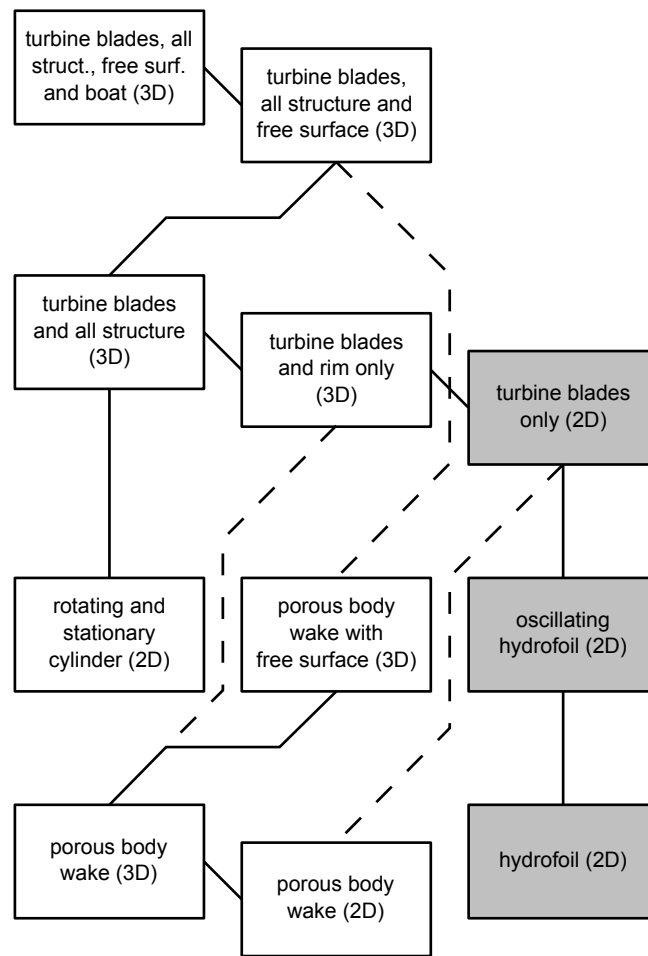 turbine blades, all
struct., free surf.
and boat (3D)
turbine blades,
all structure and
free surface (3D)
turbine blades
and all structure
(3D)
turbine blades
and rim only
(3D)
turbine blades
only (2D)
rotating and
stationary
cylinder (2D)
porous body
wake with
free surface (3D)
oscillating
hydrofoil (2D)
porous body
wake (3D)
porous body
wake (2D)
hydrofoil (2D)